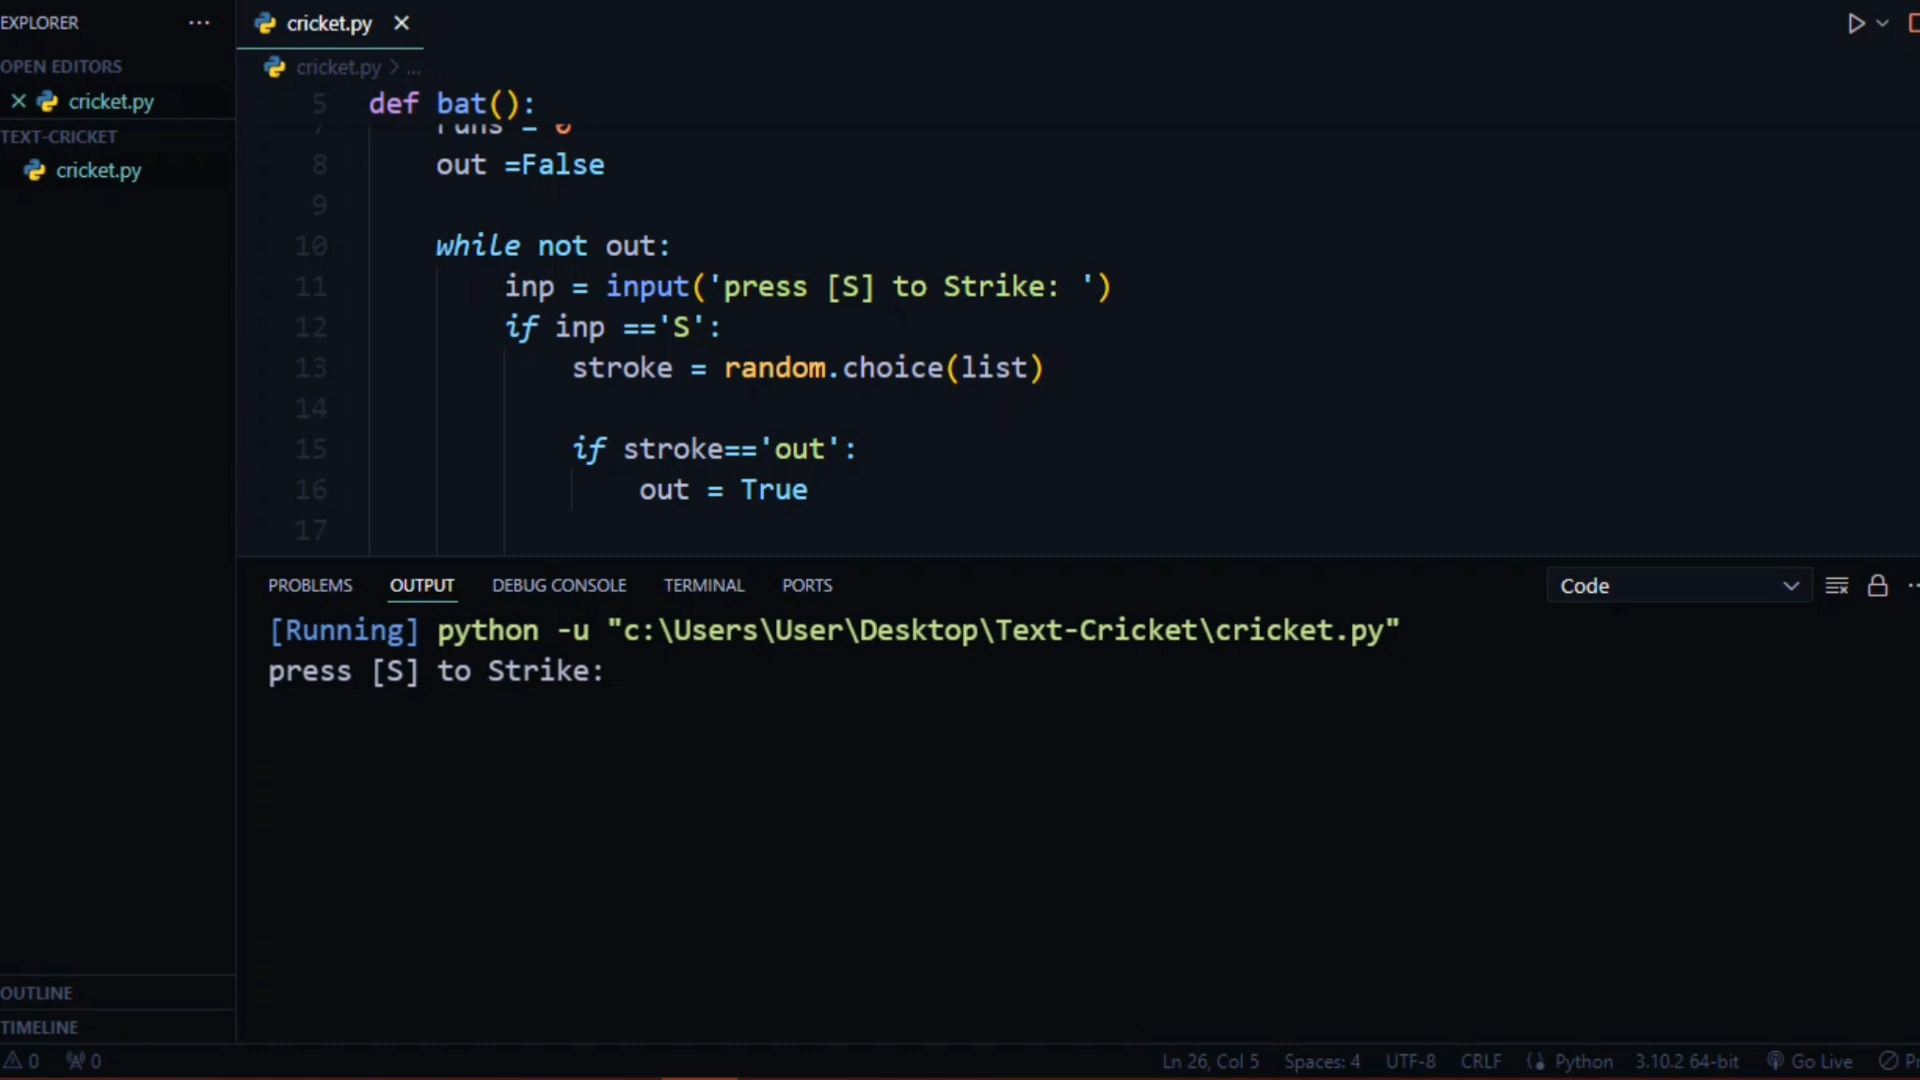 EXPLORER
cricket.py
OPEN EDITORS
cricket.py
TEXT-CRICKET
cricket.py
cricket.py > ...
5 def bat():
7 runs = 0
8 out =False
9
10 while not out:
11 inp = input('press [S] to Strike: ')
12 if inp =='S':
13 stroke = random.choice(list)
14
15 if stroke=='out':
16 out = True
17
PROBLEMS OUTPUT DEBUG CONSOLE TERMINAL PORTS
Code
[Running] python -u "c:\Users\User\Desktop\Text-Cricket\cricket.py"
press [S] to Strike:
OUTLINE
TIMELINE
0 0 Ln 26, Col 5 Spaces: 4 UTF-8 CRLF Python 3.10.2 64-bit Go Live